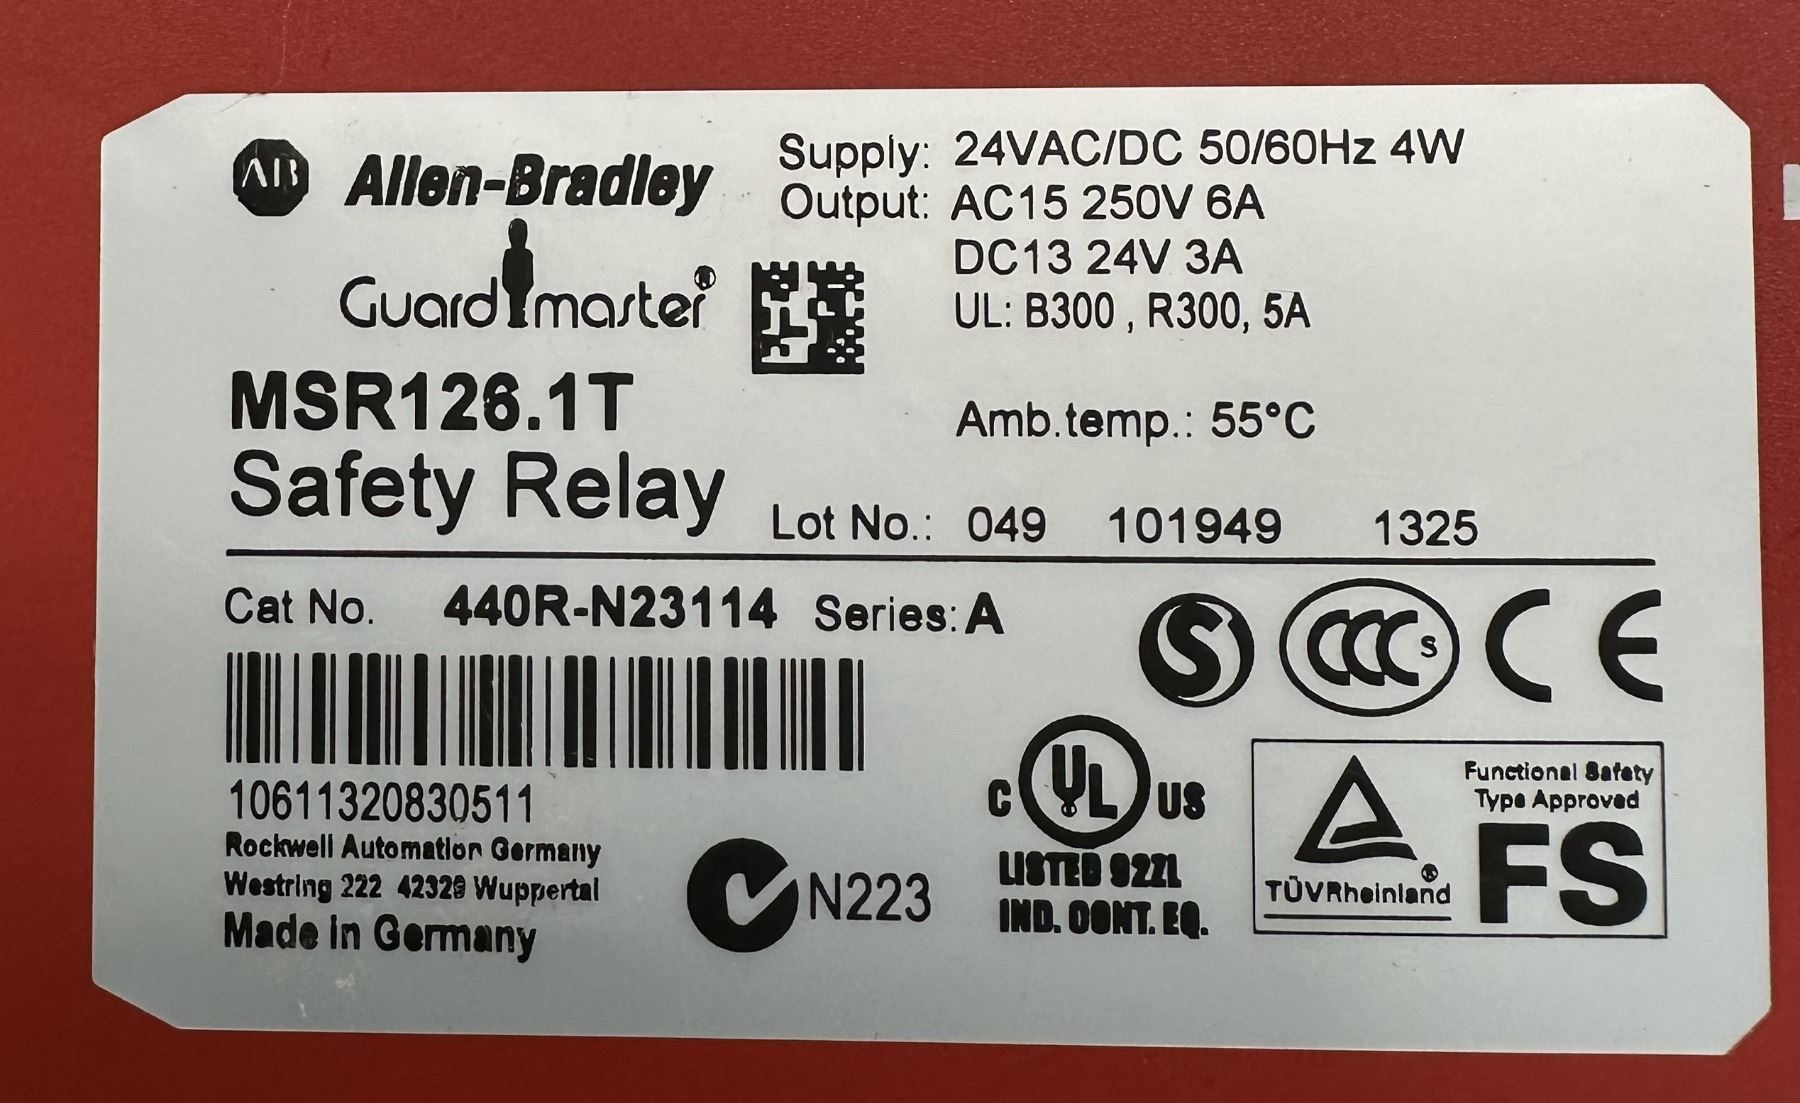 AB Allen-Bradley
Guardmaster®
MSR126.1T
Safety Relay
Supply: 24VAC/DC 50/60Hz 4W
Output: AC15 250V 6A
DC13 24V 3A
UL: B300 , R300, 5A
Amb.temp.: 55°C
Lot No.: 049 101949 1325
Cat No. 440R-N23114 Series: A
10611320830511
Rockwell Automation Germany
Westring 222 42329 Wuppertal
Made in Germany
N223
S
CCC S
CE
C UL US
LISTED 92ZL
IND. CONT. EQ.
TÜVRheinland®
Functional Safety
Type Approved
FS